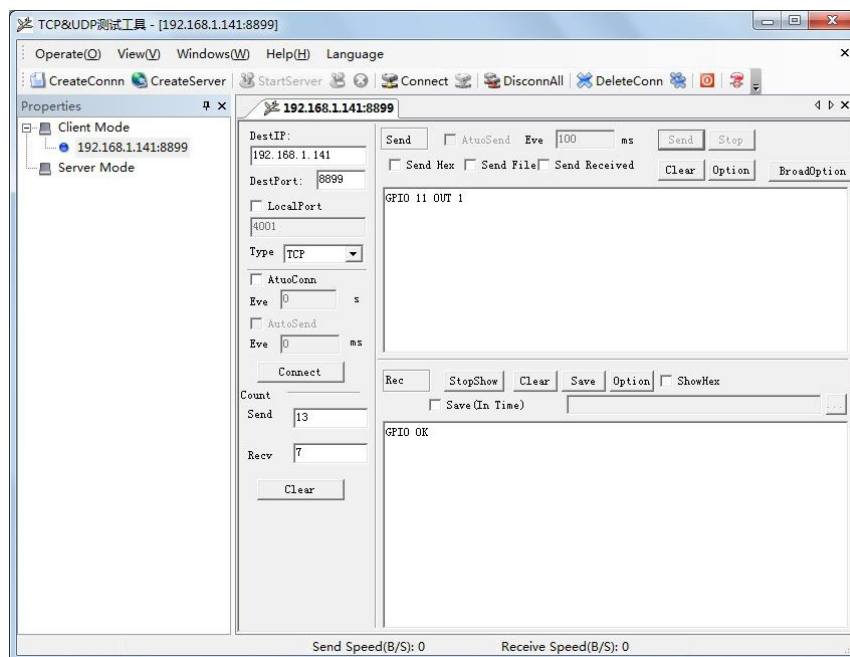 TCP&UDP测试工具 - [192.168.1.141:8899]
Operate(O) View(V) Windows(W) Help(H) Language
CreateConnn CreateServer StartServer Connect DisconnAll DeleteConn
Properties
Client Mode
192.168.1.141:8899
Server Mode
192.168.1.141:8899
DestIP:
192.168.1.141
DestPort: 8899
LocalPort
4001
Type TCP
AtuoConn
Eve 0 s
AutoSend
Eve 0 ms
Connect
Count
Send 13
Recv 7
Clear
Send AtuoSend Eve 100 ms Send Stop
Send Hex Send File Send Received Clear Option BroadOption
GPIO 11 OUT 1
Rec StopShow Clear Save Option ShowHex
Save(In Time) ...
GPIO OK
Send Speed(B/S): 0 Receive Speed(B/S): 0